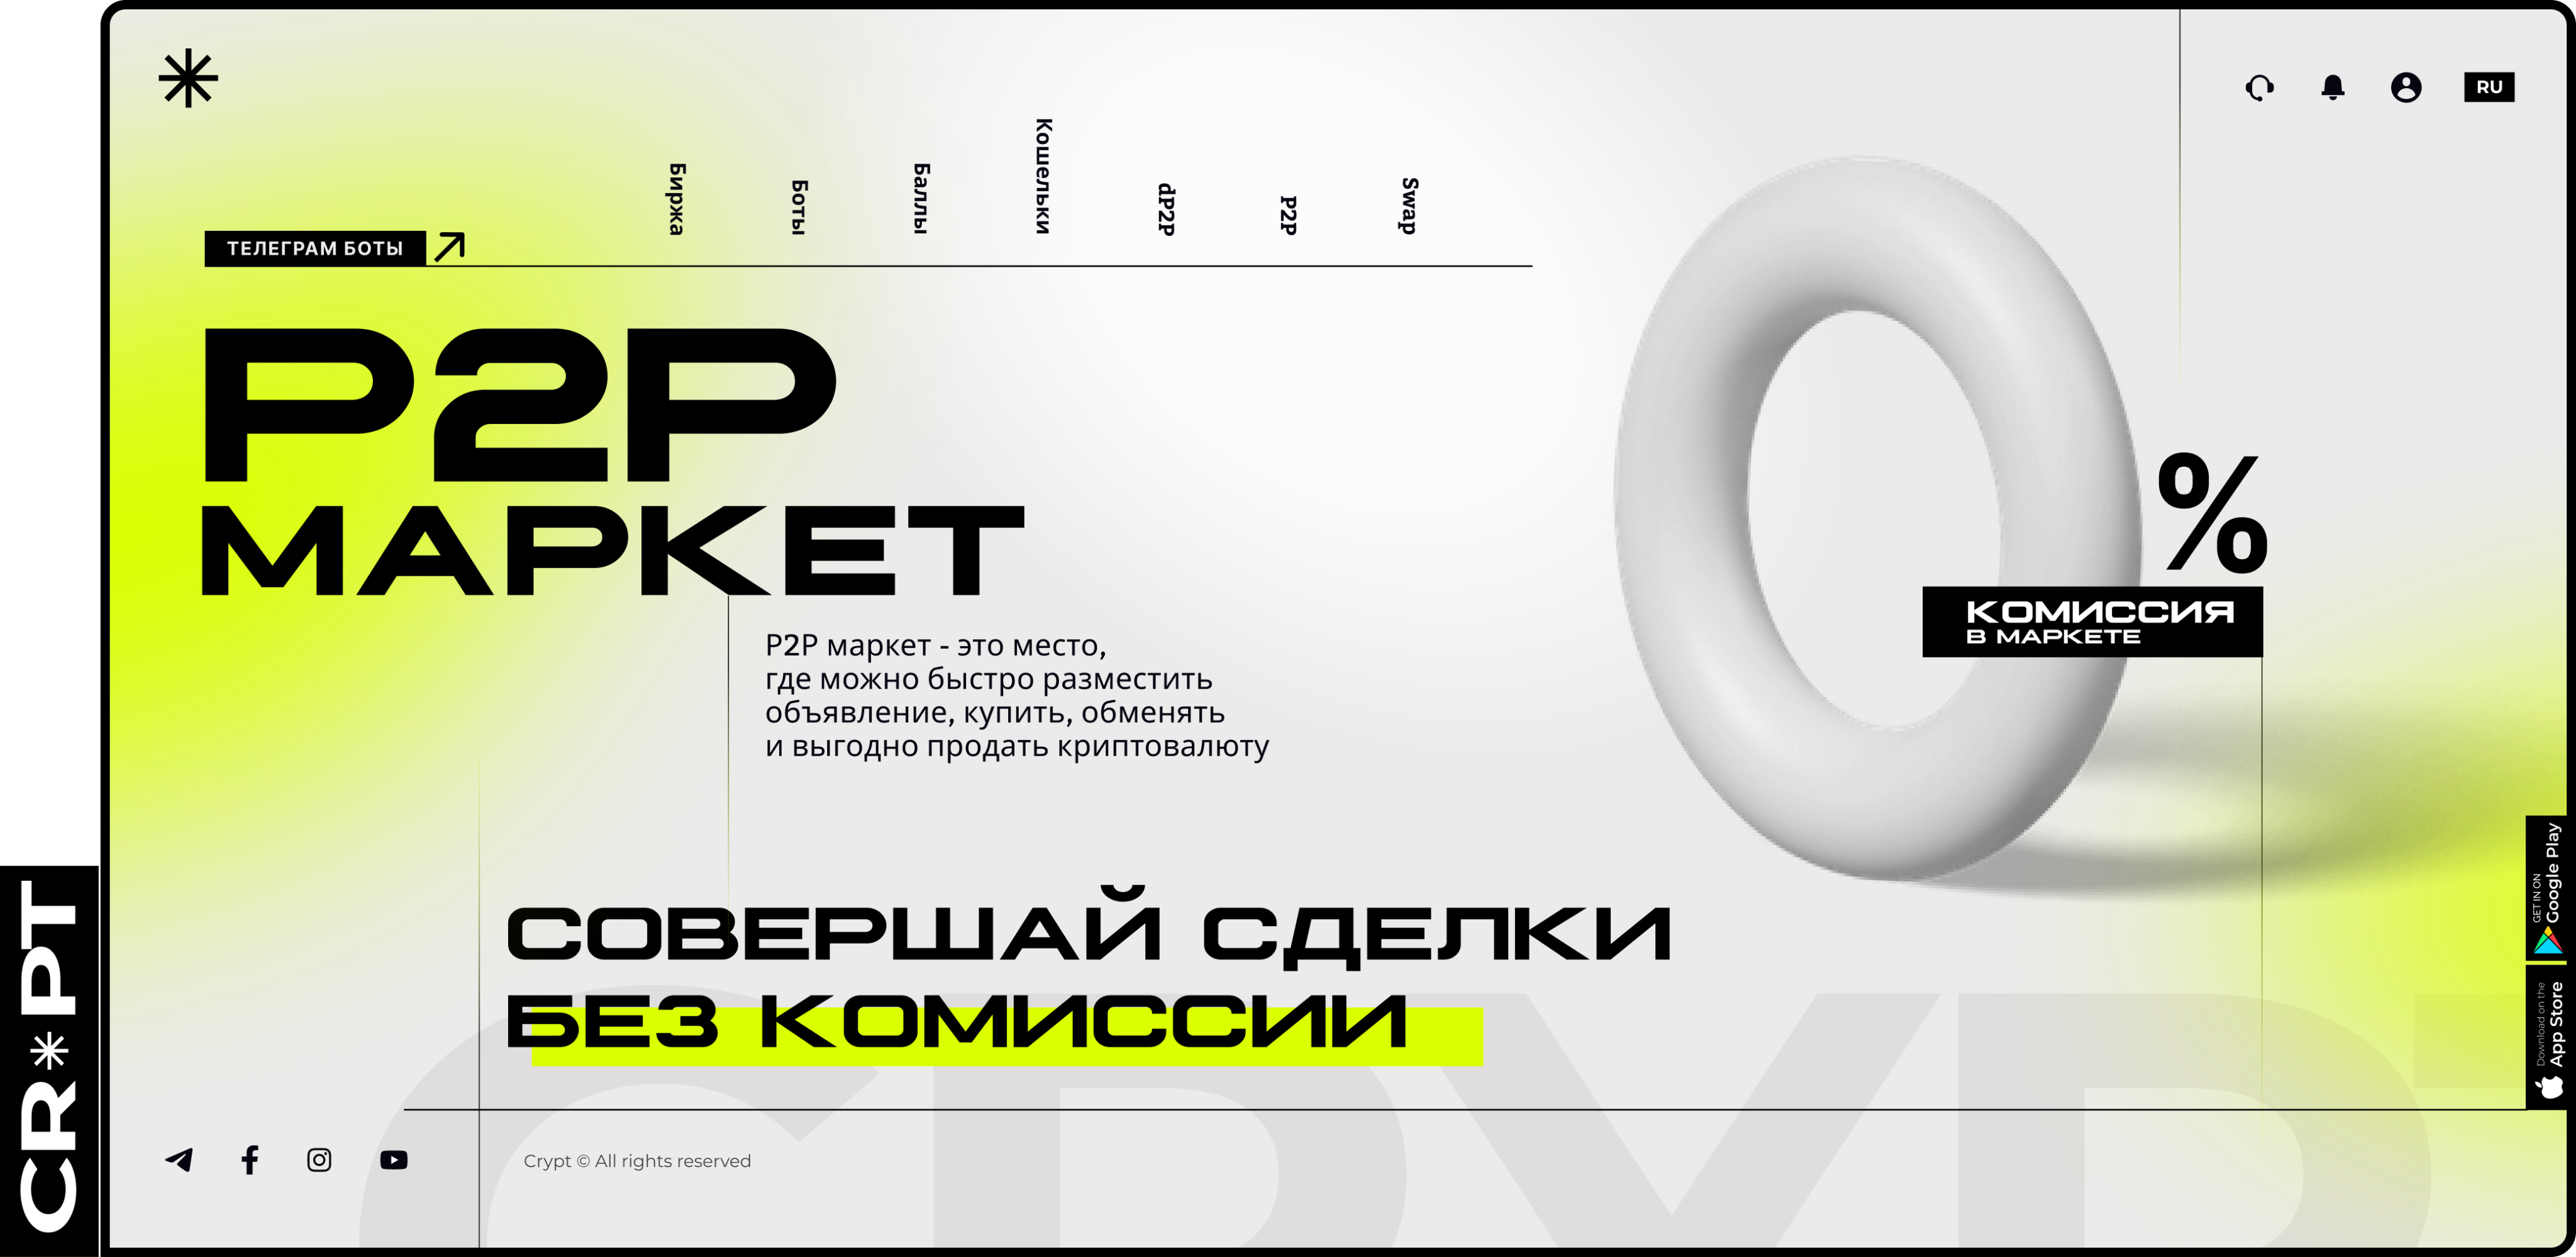 RU
Биржа
Боты
Баллы
Кошельки
dP2P
P2P
Swap
ТЕЛЕГРАМ БОТЫ
P2P
МАРКЕТ
0%
КОМИССИЯ
В МАРКЕТЕ
P2P маркет - это место,
где можно быстро разместить
объявление, купить, обменять
и выгодно продать криптовалюту
СОВЕРШАЙ СДЕЛКИ
БЕЗ КОМИССИИ
GET IN ON
Google Play
Download on the
App Store
CR✳PT
Crypt © All rights reserved
CRYPT